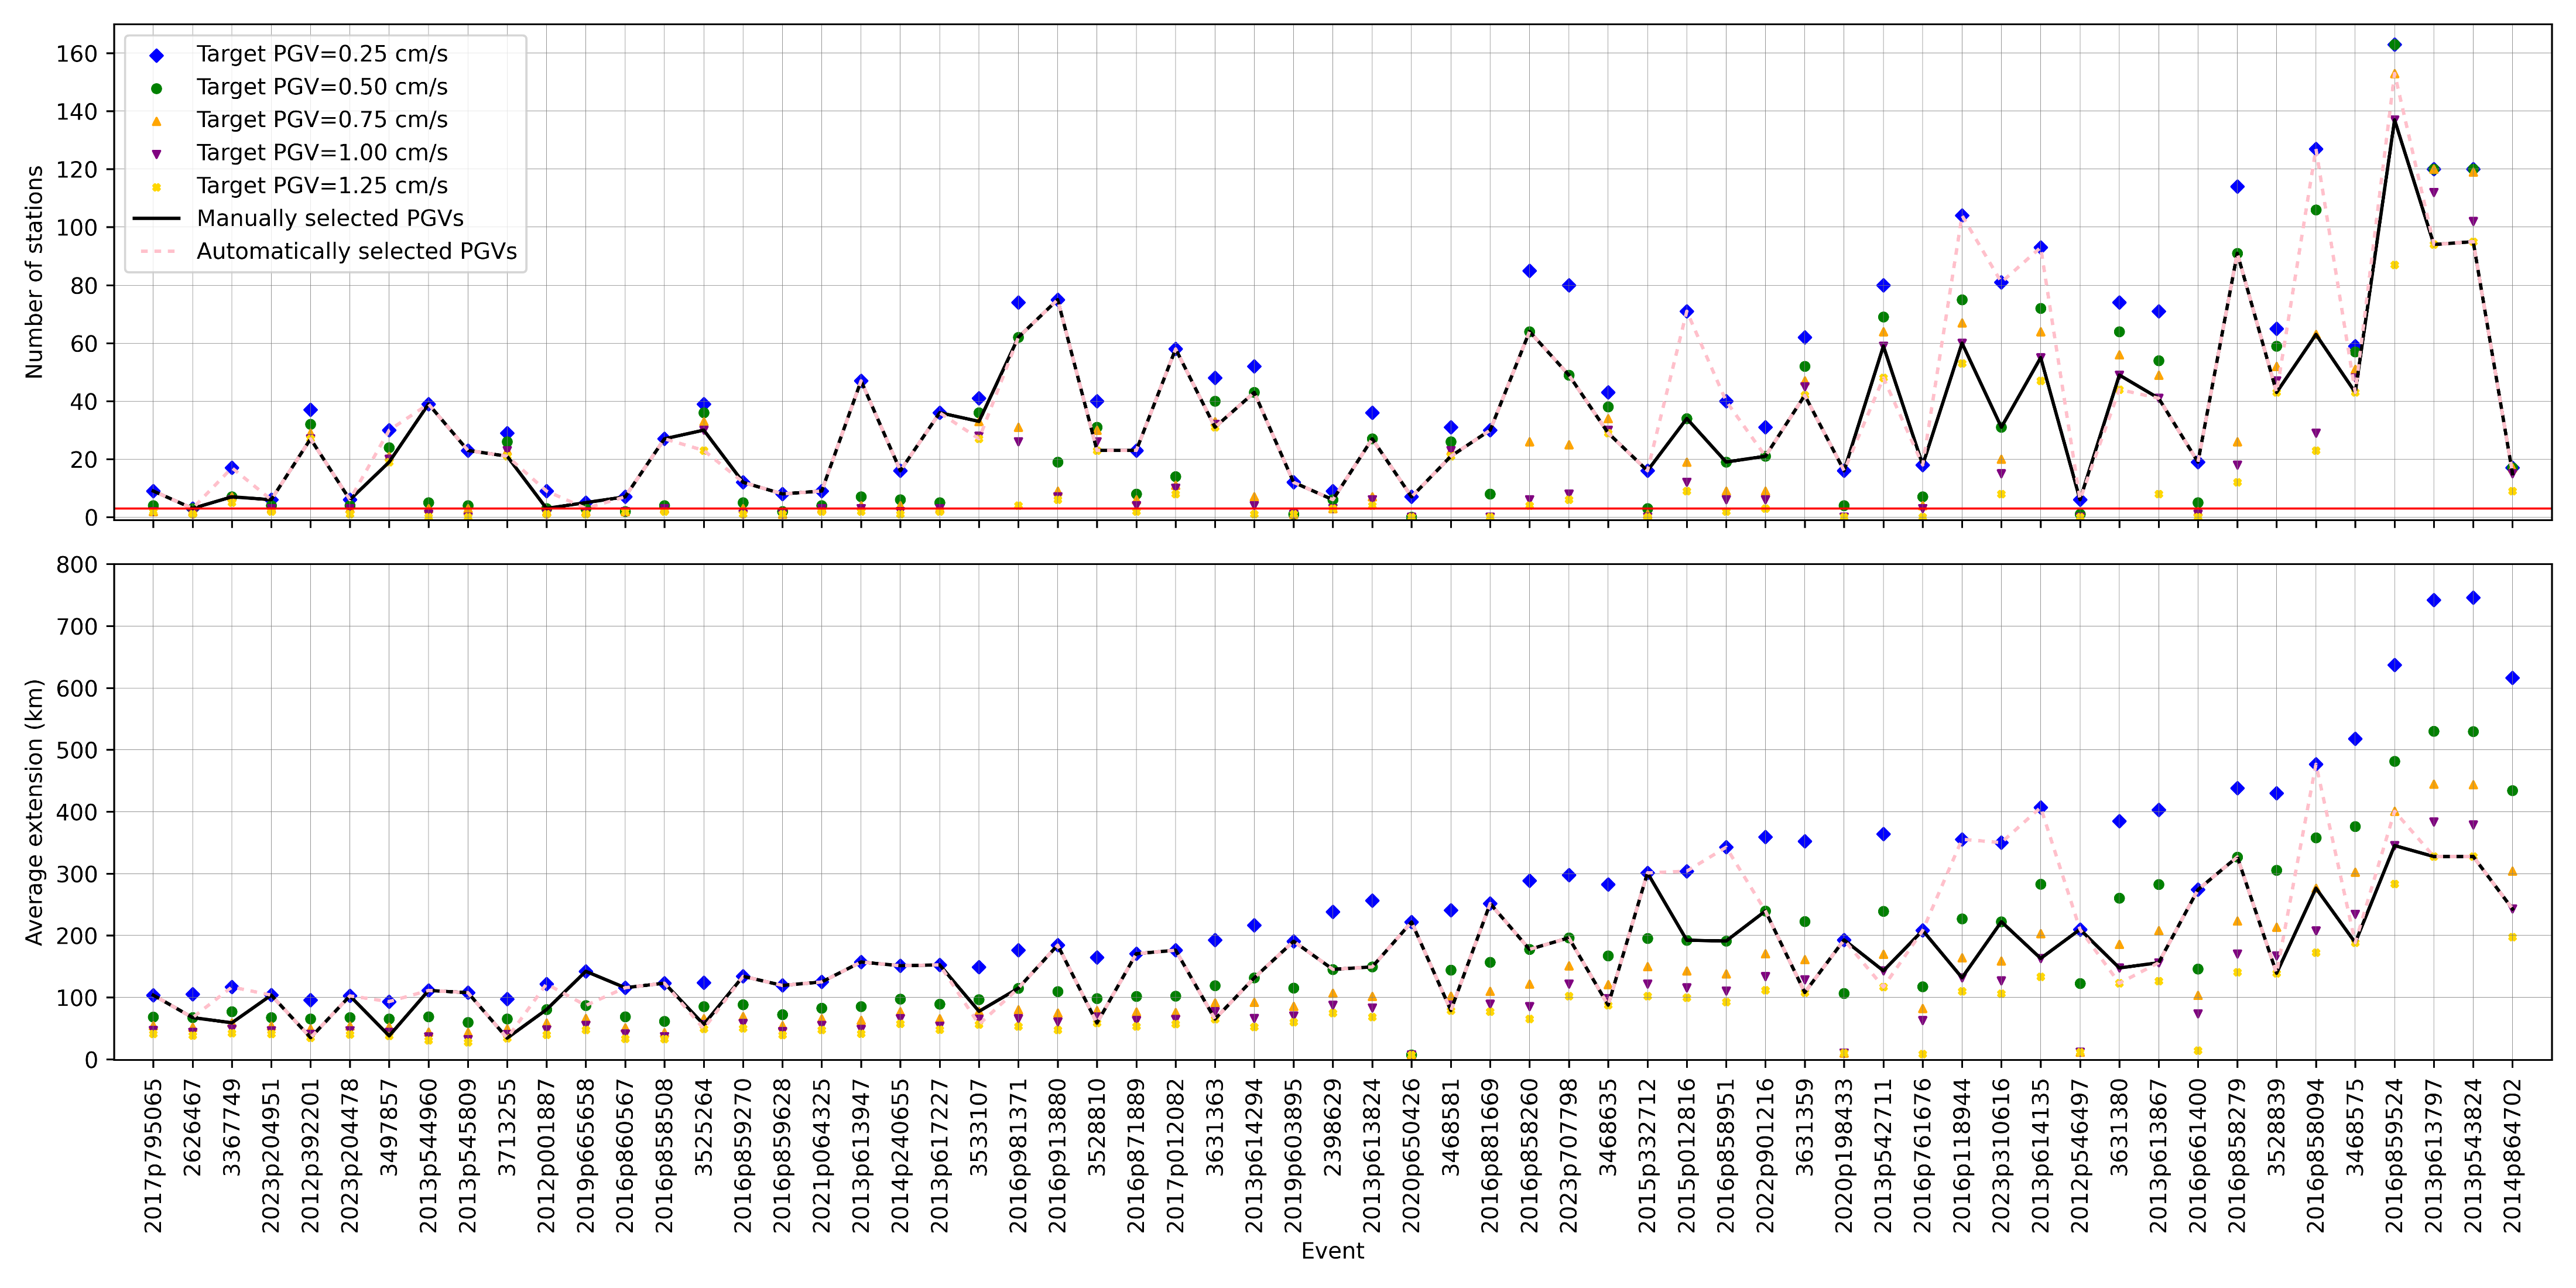 Number of stations
160
140
120
100
80
60
40
20
0
Target PGV=0.25 cm/s
Target PGV=0.50 cm/s
Target PGV=0.75 cm/s
Target PGV=1.00 cm/s
Target PGV=1.25 cm/s
Manually selected PGVs
Automatically selected PGVs
Average extension (km)
800
700
600
500
400
300
200
100
0
2017p795065
2626467
3367749
2023p204951
2012p392201
2023p204478
3497857
2013p544960
2013p545809
3713255
2012p001887
2019p665658
2016p860567
2016p858508
3525264
2016p859270
2016p859628
2021p064325
2013p613947
2014p240655
2013p617227
3533107
2016p981371
2016p913880
3528810
2016p871889
2017p012082
3631363
2013p614294
2019p603895
2398629
2013p613824
2020p650426
3468581
2016p881669
2016p858260
2023p707798
3468635
2015p332712
2015p012816
2016p858951
2022p901216
3631359
2020p198433
2013p542711
2016p761676
2016p118944
2023p310616
2013p614135
2012p546497
3631380
2013p613867
2016p661400
2016p858279
3528839
2016p858094
3468575
2016p859524
2013p613797
2013p543824
2014p864702
Event